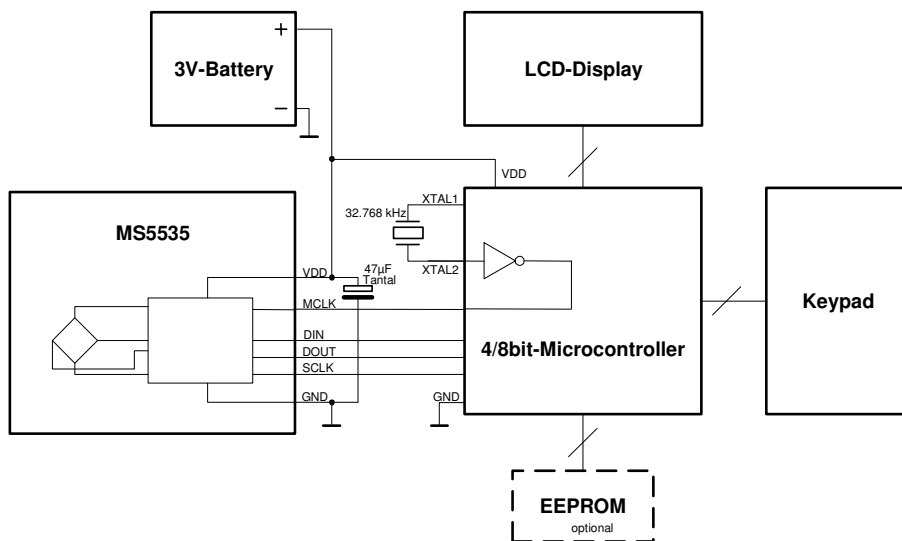 +
3V-Battery
−
LCD-Display
VDD
MS5535
XTAL1
32.768 kHz
XTAL2
VDD
47µF
Tantal
MCLK
DIN
DOUT
SCLK
GND
GND
4/8bit-Microcontroller
Keypad
EEPROM
optional